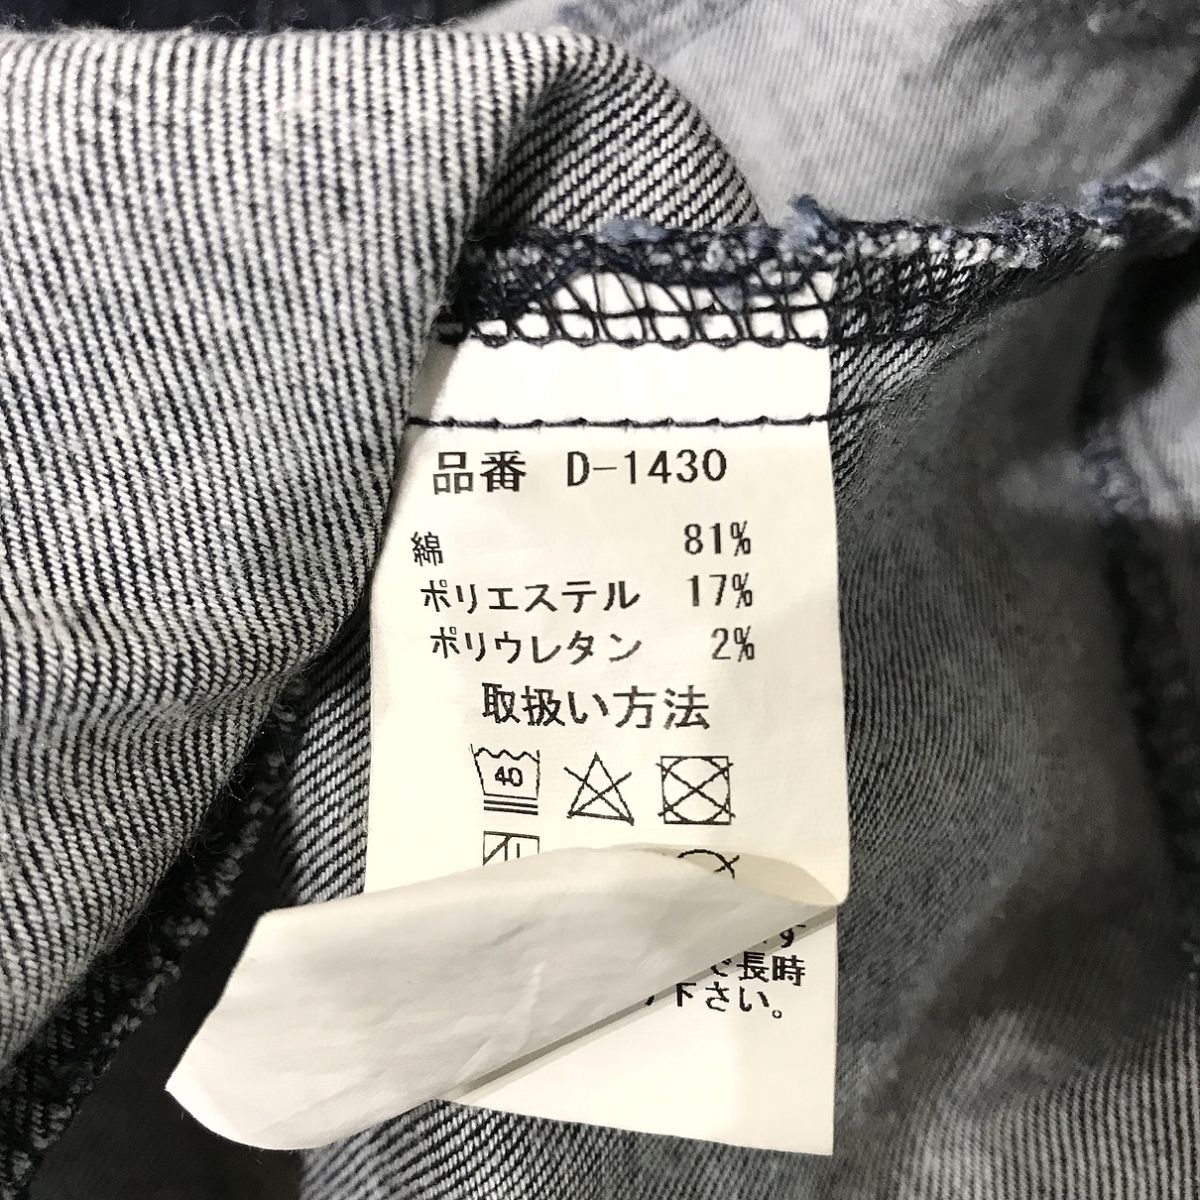 品番 D-1430
綿 81%
ポリエステル 17%
ポリウレタン 2%
取扱い方法
40
長時
下さい。